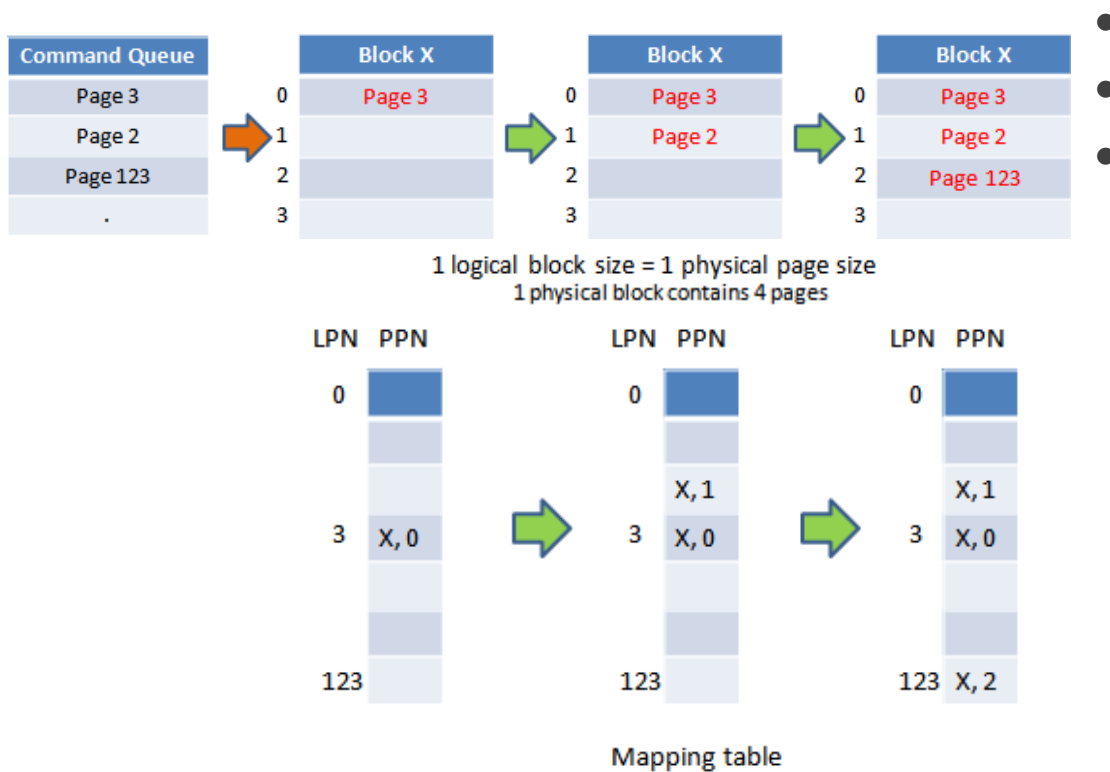 Command Queue Block X Block X Block X
Page 3 0 Page 3 0 Page 3 0 Page 3
Page 2 1 1 Page 2 1 Page 2
Page 123 2 2 2 Page 123
. 3 3 3
1 logical block size = 1 physical page size
1 physical block contains 4 pages
LPN PPN LPN PPN LPN PPN
0 0 0
X, 1 X, 1
3 X, 0 3 X, 0 3 X, 0
123 123 123 X, 2
Mapping table